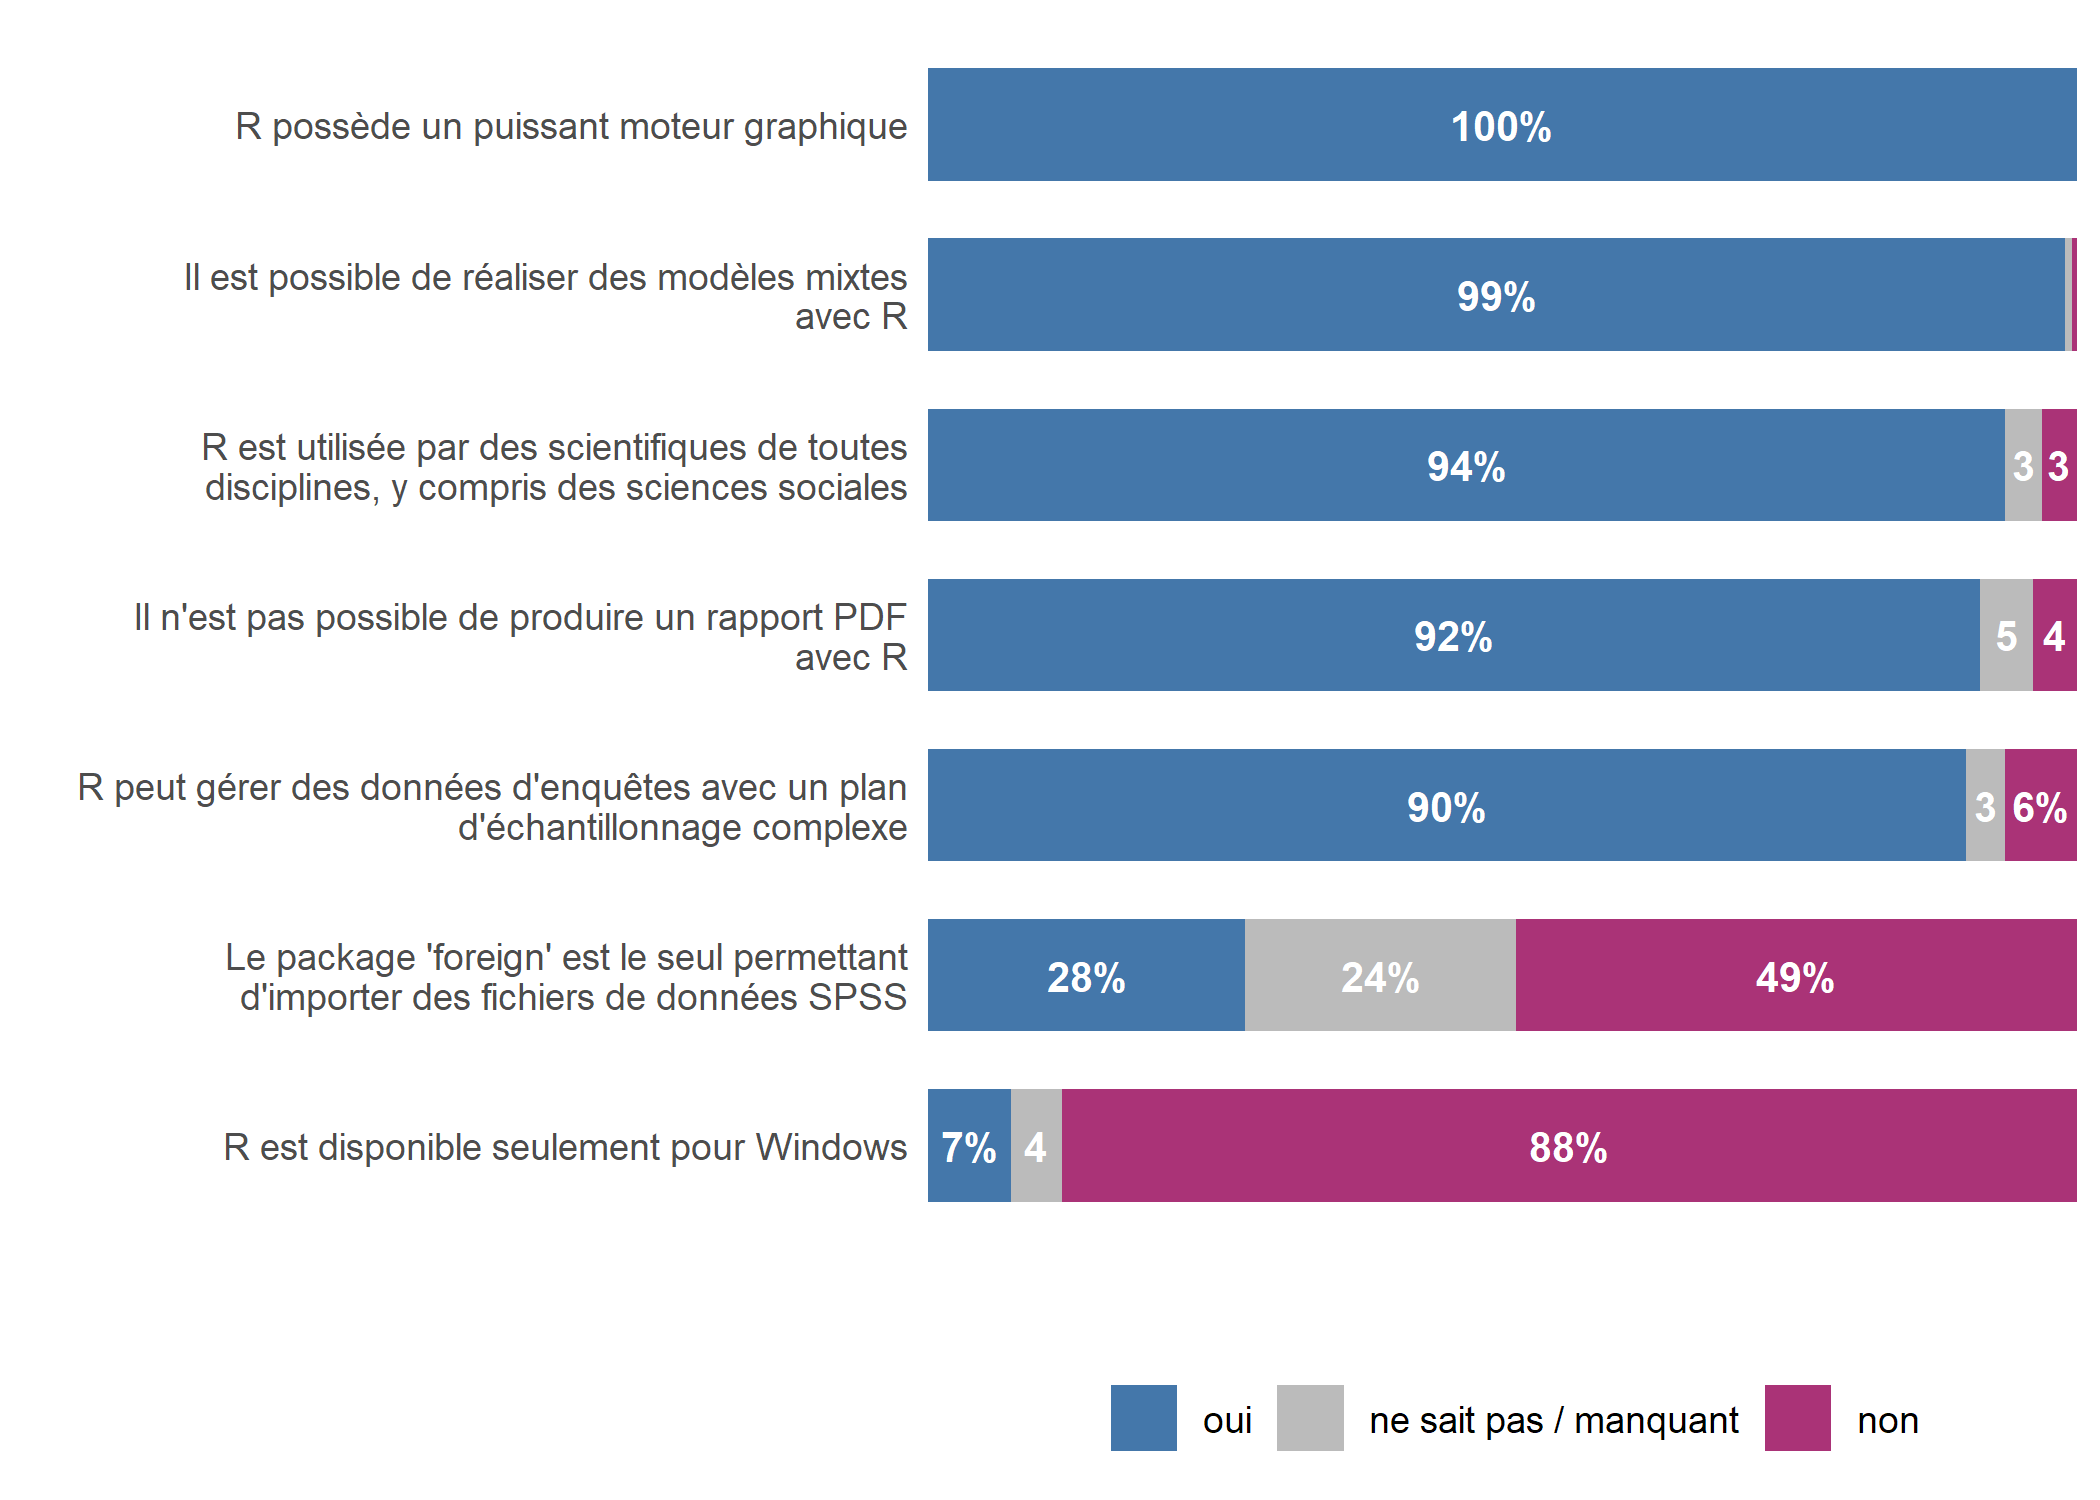 R possède un puissant moteur graphique
100%
Il est possible de réaliser des modèles mixtes
avec R
99%
R est utilisée par des scientifiques de toutes
disciplines, y compris des sciences sociales
94% 3 3
Il n'est pas possible de produire un rapport PDF
avec R
92% 5 4
R peut gérer des données d'enquêtes avec un plan
d'échantillonnage complexe
90% 3 6%
Le package 'foreign' est le seul permettant
d'importer des fichiers de données SPSS
28% 24% 49%
R est disponible seulement pour Windows
7% 4 88%
oui ne sait pas / manquant non